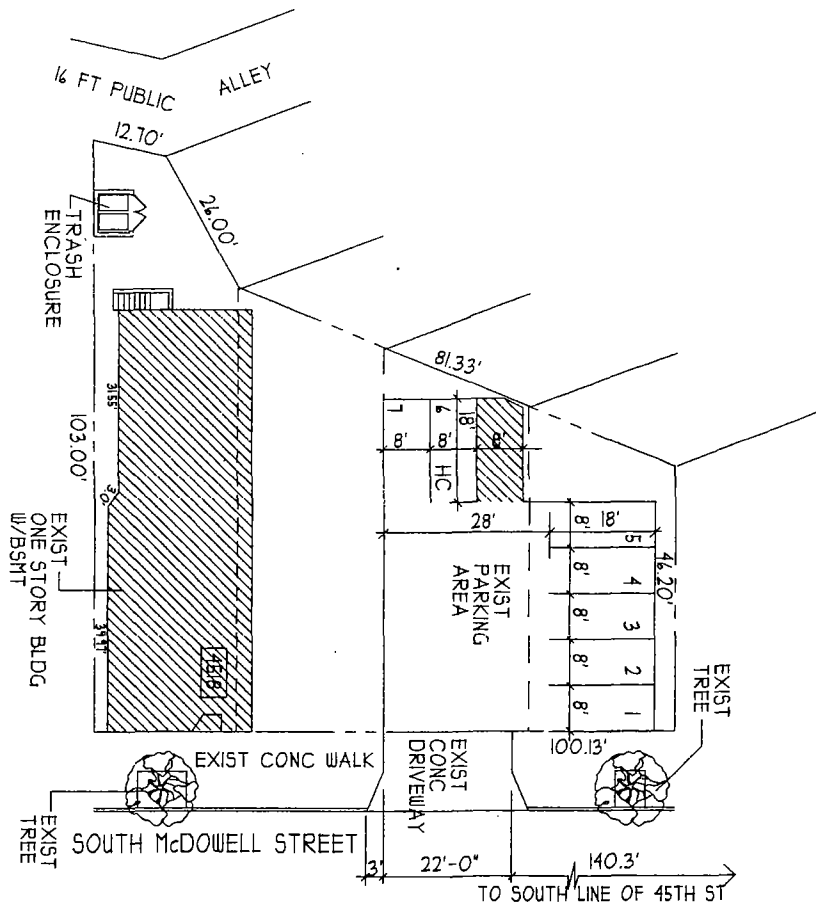 16 FT PUBLIC ALLEY
12.70'
26.00'
TRASH
ENCLOSURE
81.33'
7
6
18'
8'
8'
8'
HC
103.00'
3.0'
28'
18'
EXIST
ONE STORY BLDG
W/BSMT
EXIST
PARKING
AREA
8'
8'
8'
8'
8'
5
4
3
2
1
46.20'
4518
EXIST
TREE
100.13'
EXIST CONC WALK
EXIST
CONC
DRIVEWAY
EXIST
TREE
SOUTH McDOWELL STREET
3'
22'-0"
140.3'
TO SOUTH LINE OF 45TH ST